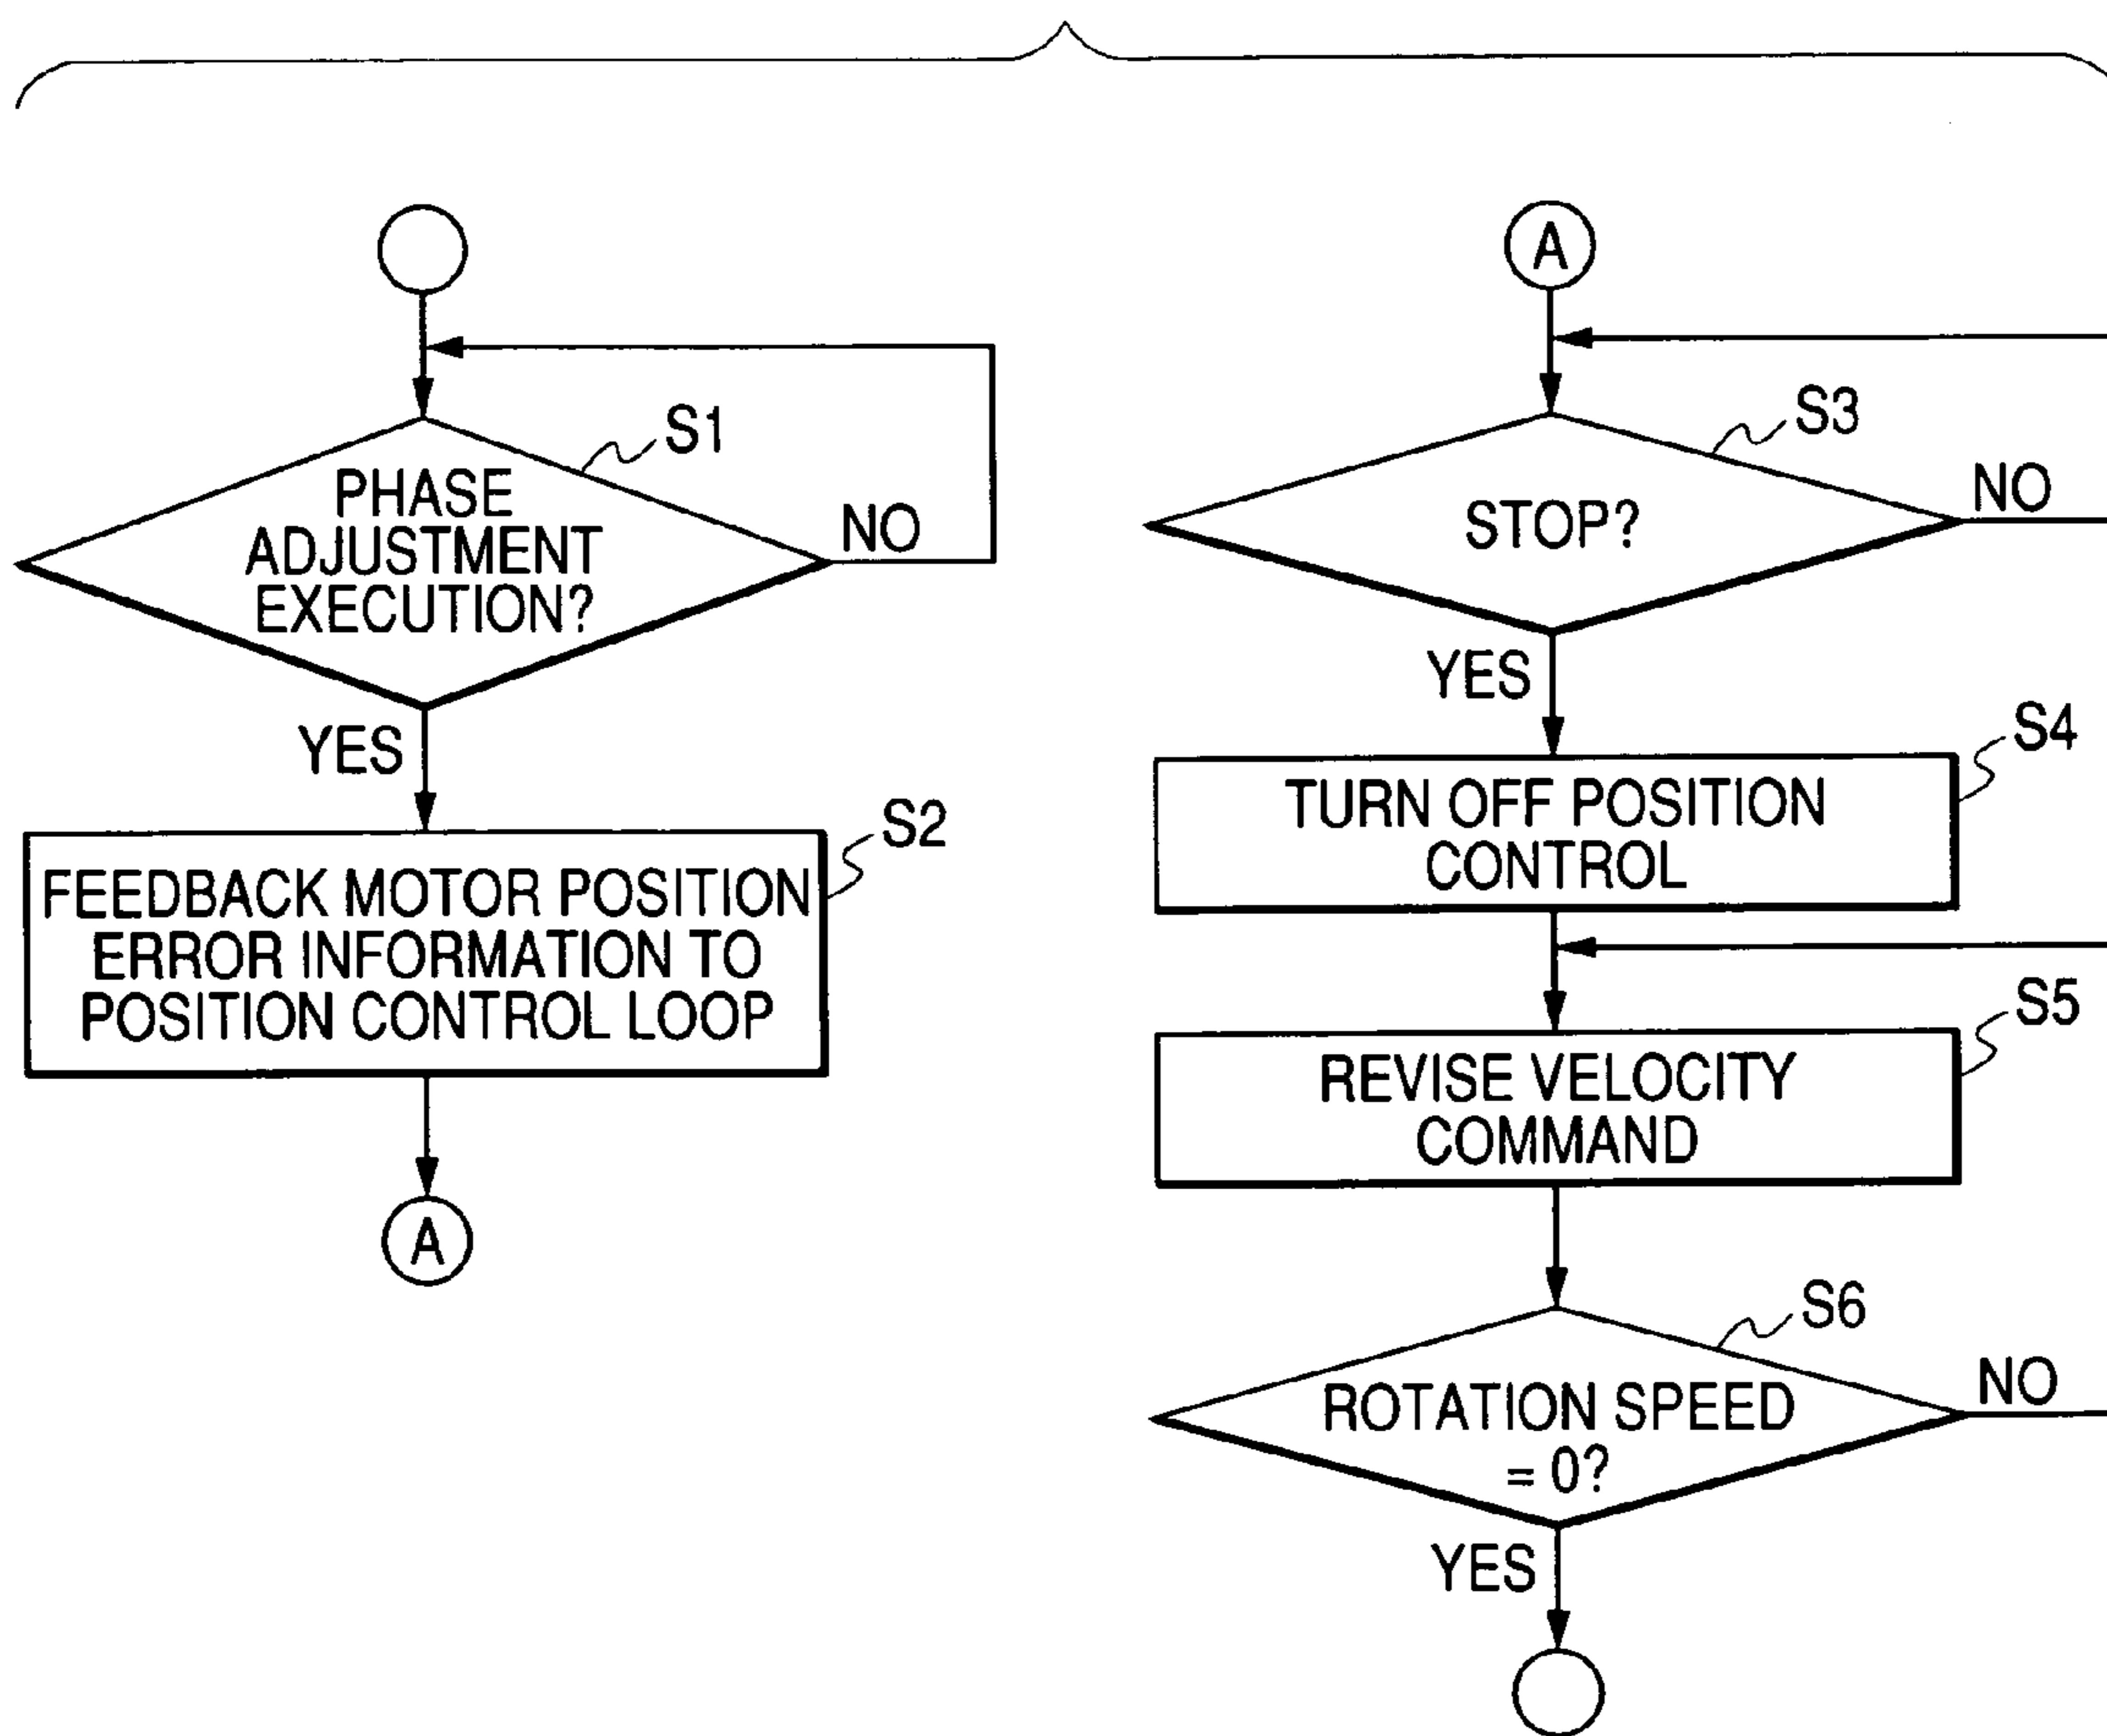 S1
PHASE
ADJUSTMENT
EXECUTION?
NO
YES
S2
FEEDBACK MOTOR POSITION
ERROR INFORMATION TO
POSITION CONTROL LOOP
A
A
S3
STOP?
NO
YES
S4
TURN OFF POSITION
CONTROL
S5
REVISE VELOCITY
COMMAND
S6
ROTATION SPEED
= 0?
NO
YES